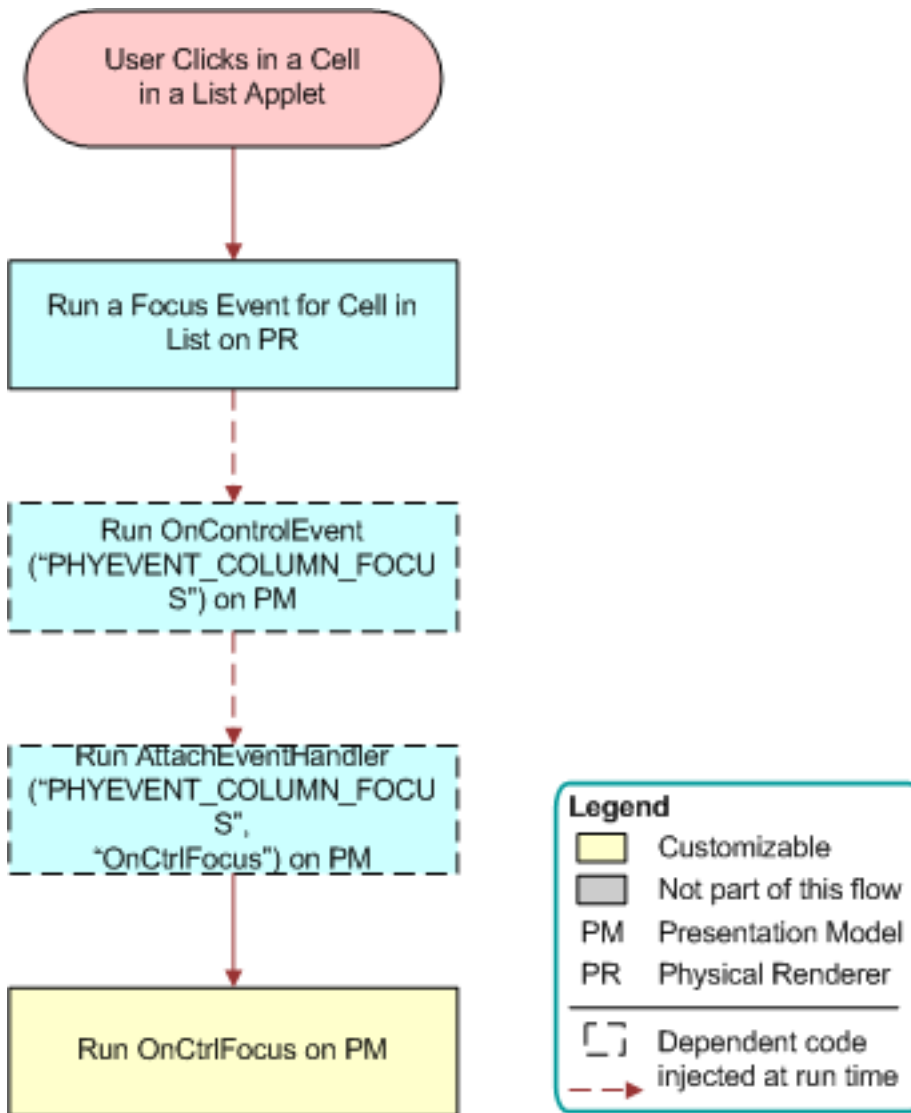 User Clicks in a Cell
in a List Applet
Run a Focus Event for Cell in
List on PR
Run OnControlEvent
(“PHYEVENT_COLUMN_FOCU
S”) on PM
Run AttachEventHandler
(“PHYEVENT_COLUMN_FOCU
S”,
“OnCtrlFocus”) on PM
Run OnCtrlFocus on PM
Legend
Customizable
Not part of this flow
PM Presentation Model
PR Physical Renderer
Dependent code
injected at run time